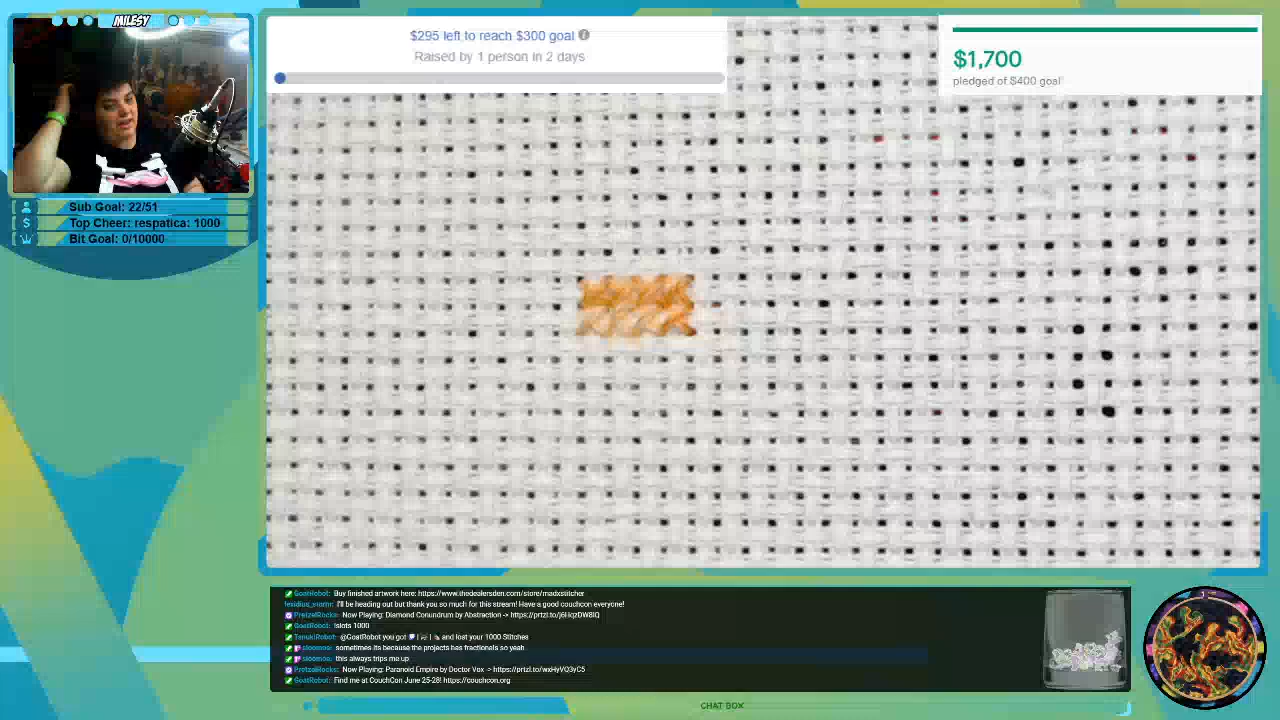 MILESY
$295 left to reach $300 goal
Raised by 1 person in 2 days
$1,700
pledged of $400 goal
Sub Goal: 22/51
Top Cheer: respatica: 1000
Bit Goal: 0/10000
GoatRobot: Buy finished artwork here: https://www.thedealersden.com/store/madxstitcher
I'll be heading out but thank you so much for this stream! Have a good couchcon everyone!
PretzelRocks: Now Playing: Diamond Conundrum by Abstraction ->
GoatRobot: !slots 1000
TanukiRobot: @GoatRobot you got | | and lost your 1000 Stitches
sloomoo: sometimes its because the projects has fractionels so yeah
sloomoo: this always trips me up
PretzelRocks: Now Playing: Paranoid Empire by Doctor Vox -> https://prtzl.to/wxHyVQ3yC5
GoatRobot: Find me at CouchCon June 25-28! https://couchcon.org
CHAT BOX